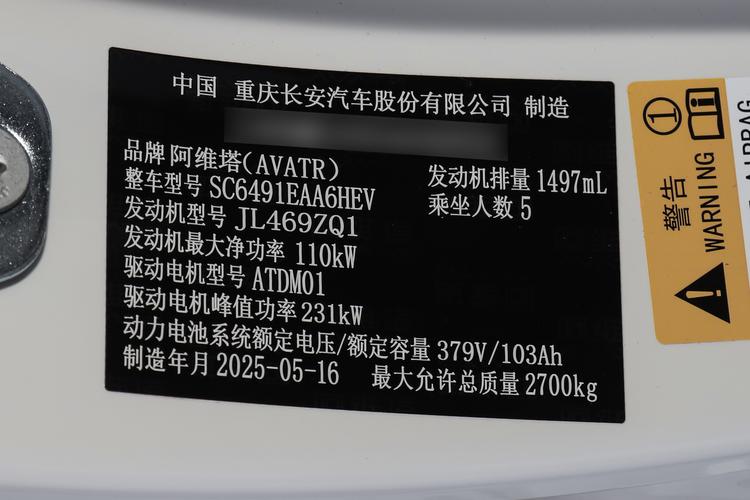 中国 重庆长安汽车股份有限公司 制造
品牌 阿维塔(AVATR)
整车型号 SC6491EAA6HEV
发动机排量 1497mL
发动机型号 JL469ZQ1
乘坐人数 5
发动机最大净功率 110kW
驱动电机型号 ATDM01
驱动电机峰值功率 231kW
动力电池系统额定电压/额定容量 379V/103Ah
制造年月 2025-05-16 最大允许总质量 2700kg
1
警告
WARNING
AIRBAG